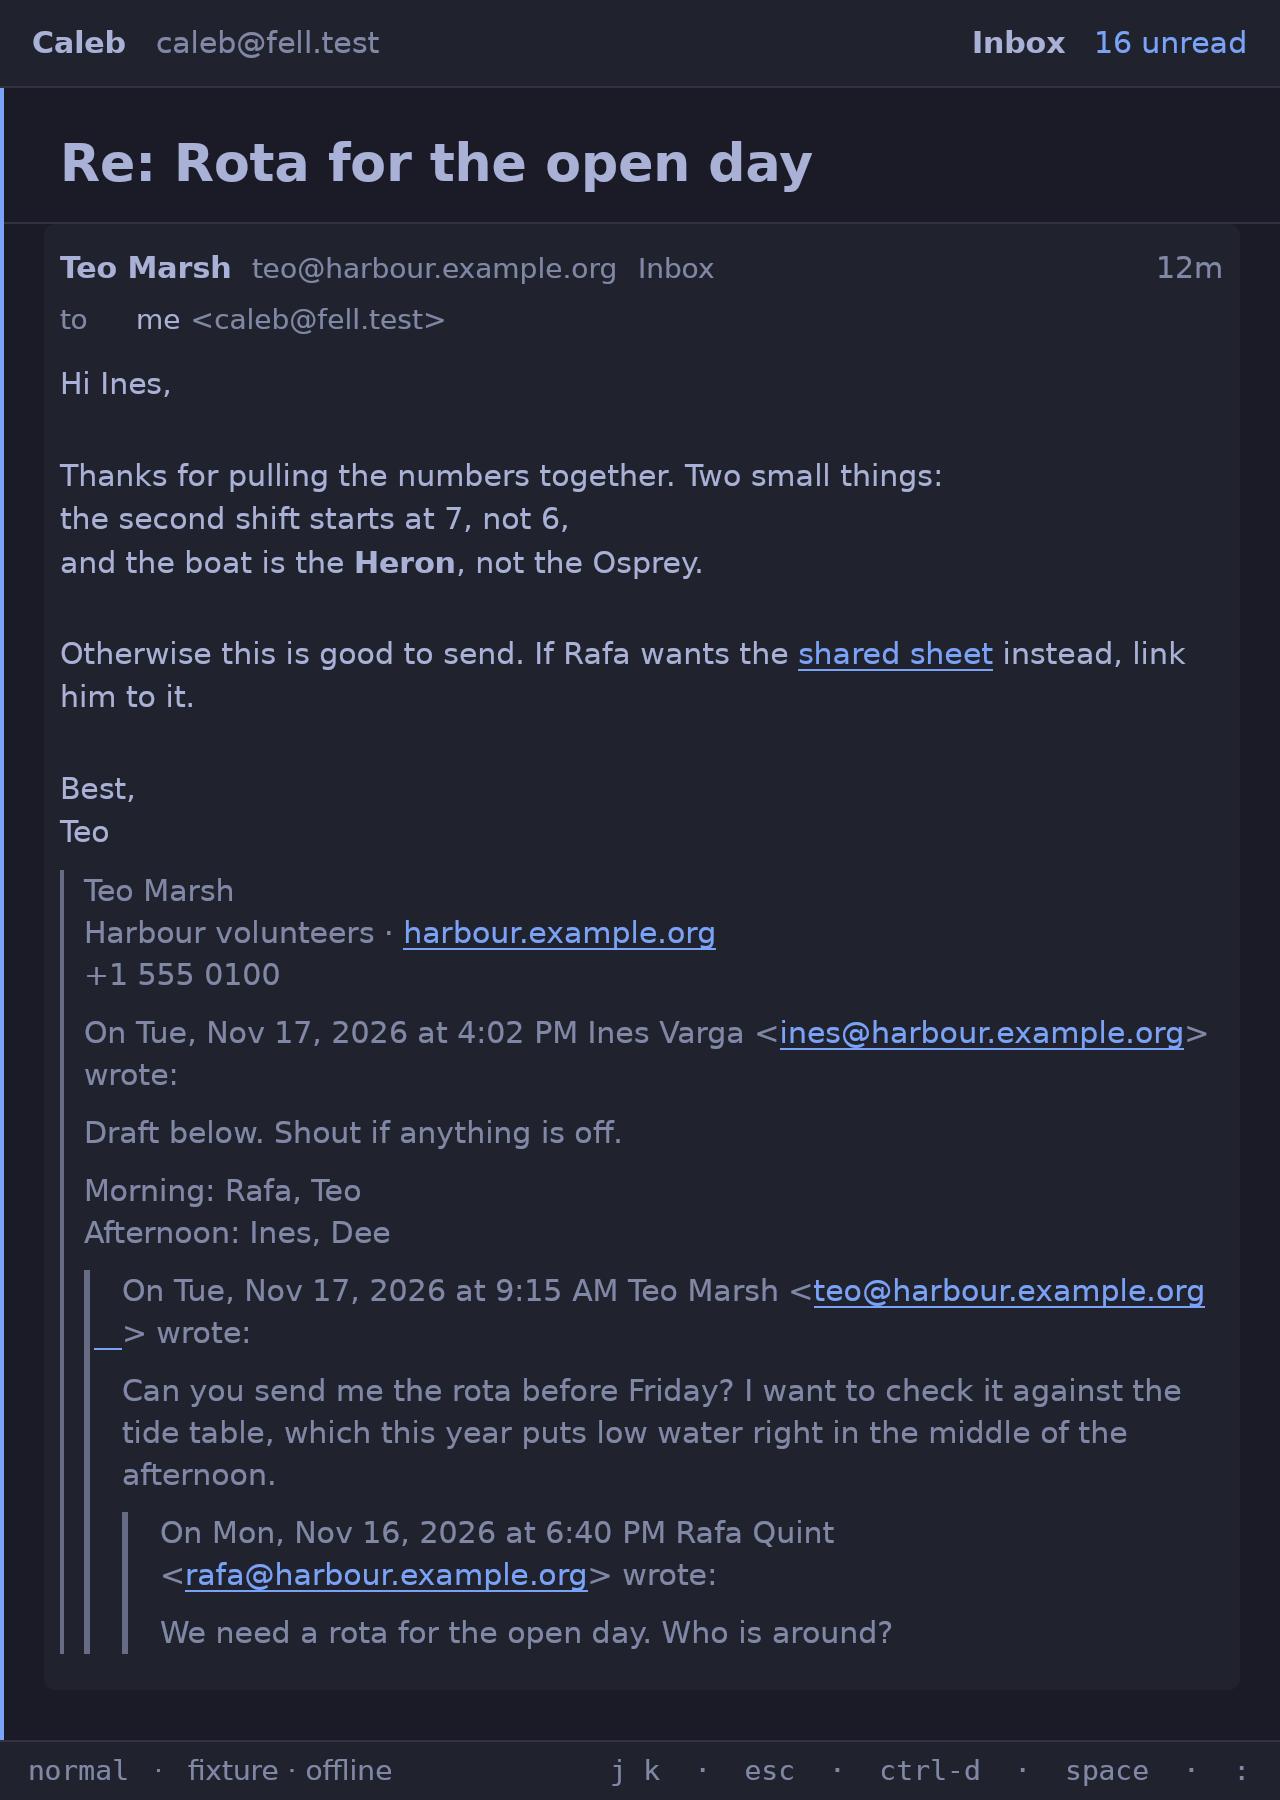 Caleb caleb@fell.test Inbox 16 unread
Re: Rota for the open day
Teo Marsh teo@harbour.example.org Inbox 12m
to me <caleb@fell.test>
Hi Ines,
Thanks for pulling the numbers together. Two small things:
the second shift starts at 7, not 6,
and the boat is the Heron, not the Osprey.
Otherwise this is good to send. If Rafa wants the shared sheet instead, link
him to it.
Best,
Teo
Teo Marsh
Harbour volunteers · harbour.example.org
+1 555 0100
On Tue, Nov 17, 2026 at 4:02 PM Ines Varga <ines@harbour.example.org>
wrote:
Draft below. Shout if anything is off.
Morning: Rafa, Teo
Afternoon: Ines, Dee
On Tue, Nov 17, 2026 at 9:15 AM Teo Marsh <teo@harbour.example.org
> wrote:
Can you send me the rota before Friday? I want to check it against the
tide table, which this year puts low water right in the middle of the
afternoon.
On Mon, Nov 16, 2026 at 6:40 PM Rafa Quint
<rafa@harbour.example.org> wrote:
We need a rota for the open day. Who is around?
normal · fixture · offline j k · esc · ctrl-d · space · :